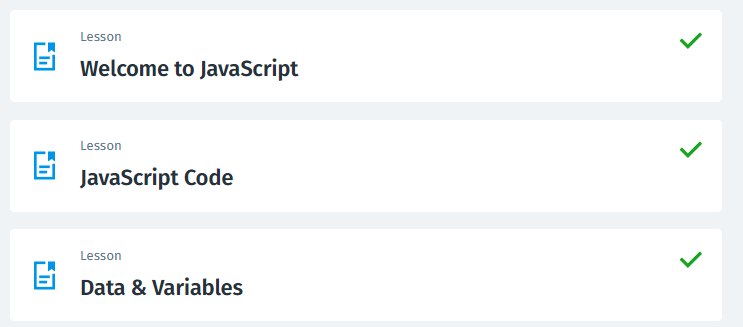 Lesson
Welcome to JavaScript
Lesson
JavaScript Code
Lesson
Data & Variables